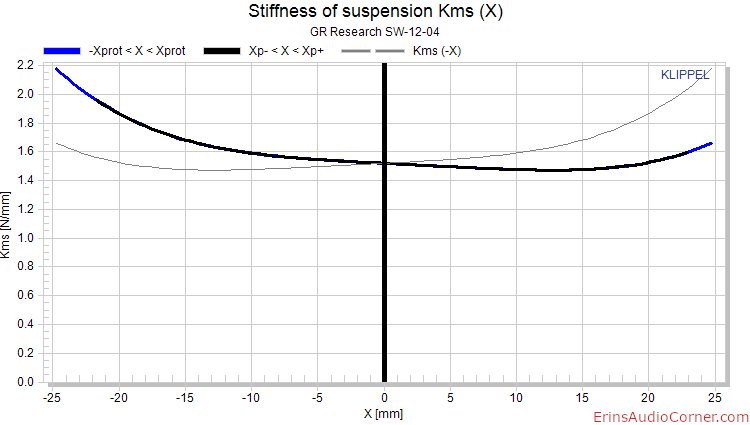 Stiffness of suspension Kms (X)
GR Research SW-12-04
-Xprot < X < Xprot Xp- < X < Xp+ Kms (-X)
KLIPPEL
Kms [N/mm]
2.2
2.0
1.8
1.6
1.4
1.2
1.0
0.8
0.6
0.4
0.2
0.0
-25 -20 -15 -10 -5 0 5 10 15 20 25
X [mm]
ErinsAudioCorner.com